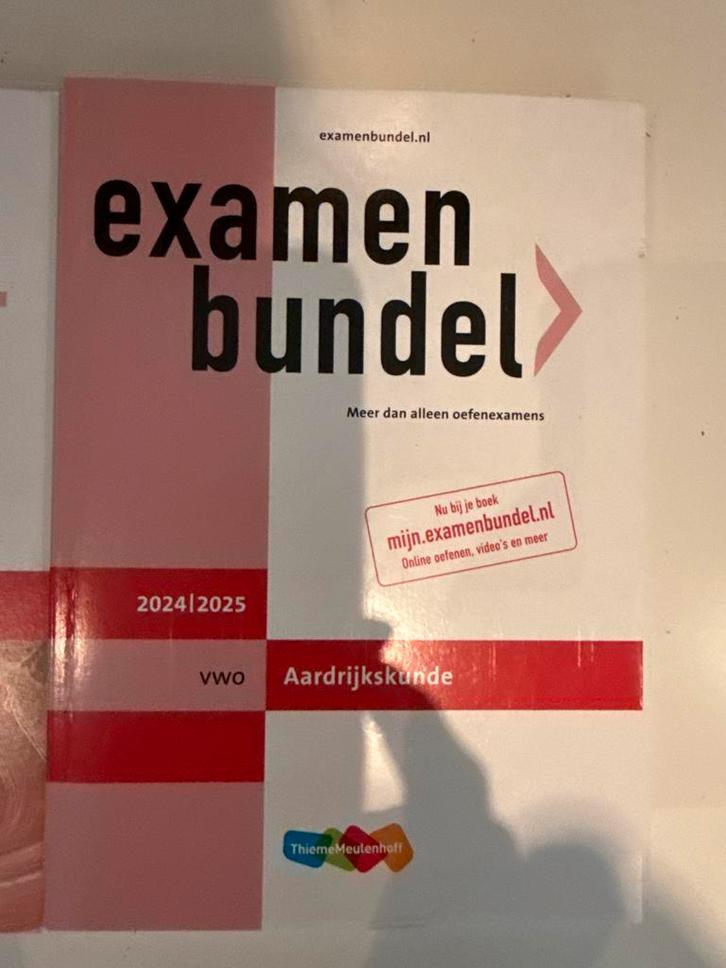 examenbundel.nl
examen
bundel
Meer dan alleen oefenexamens
Nu bij je boek
mijn.examenbundel.nl
Online oefenen, video's en meer
2024|2025
vwo
Aardrijkskunde
ThiemeMeulenhoff